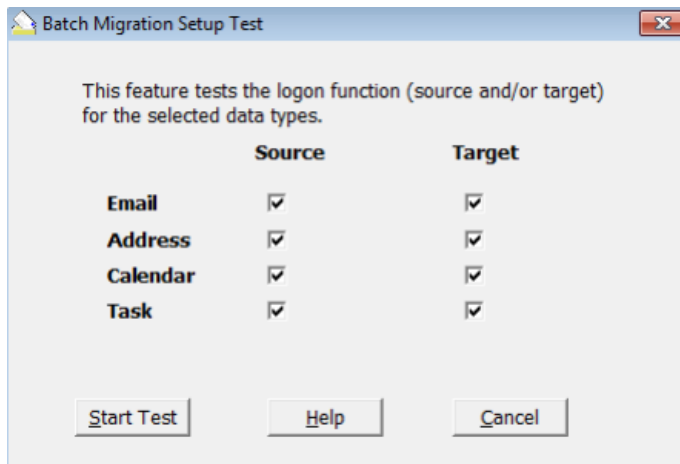 Batch Migration Setup Test
This feature tests the logon function (source and/or target)
for the selected data types.
Source Target
Email
Address
Calendar
Task
Start Test Help Cancel